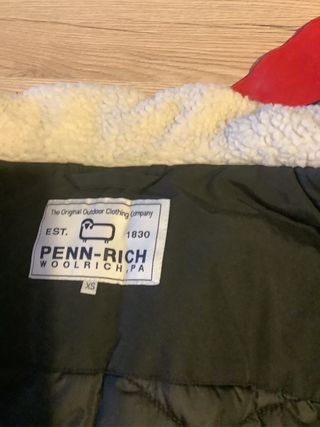 The Original Outdoor Clothing Company
EST. 1830
PENN-RICH
WOOLRICH, PA
XS